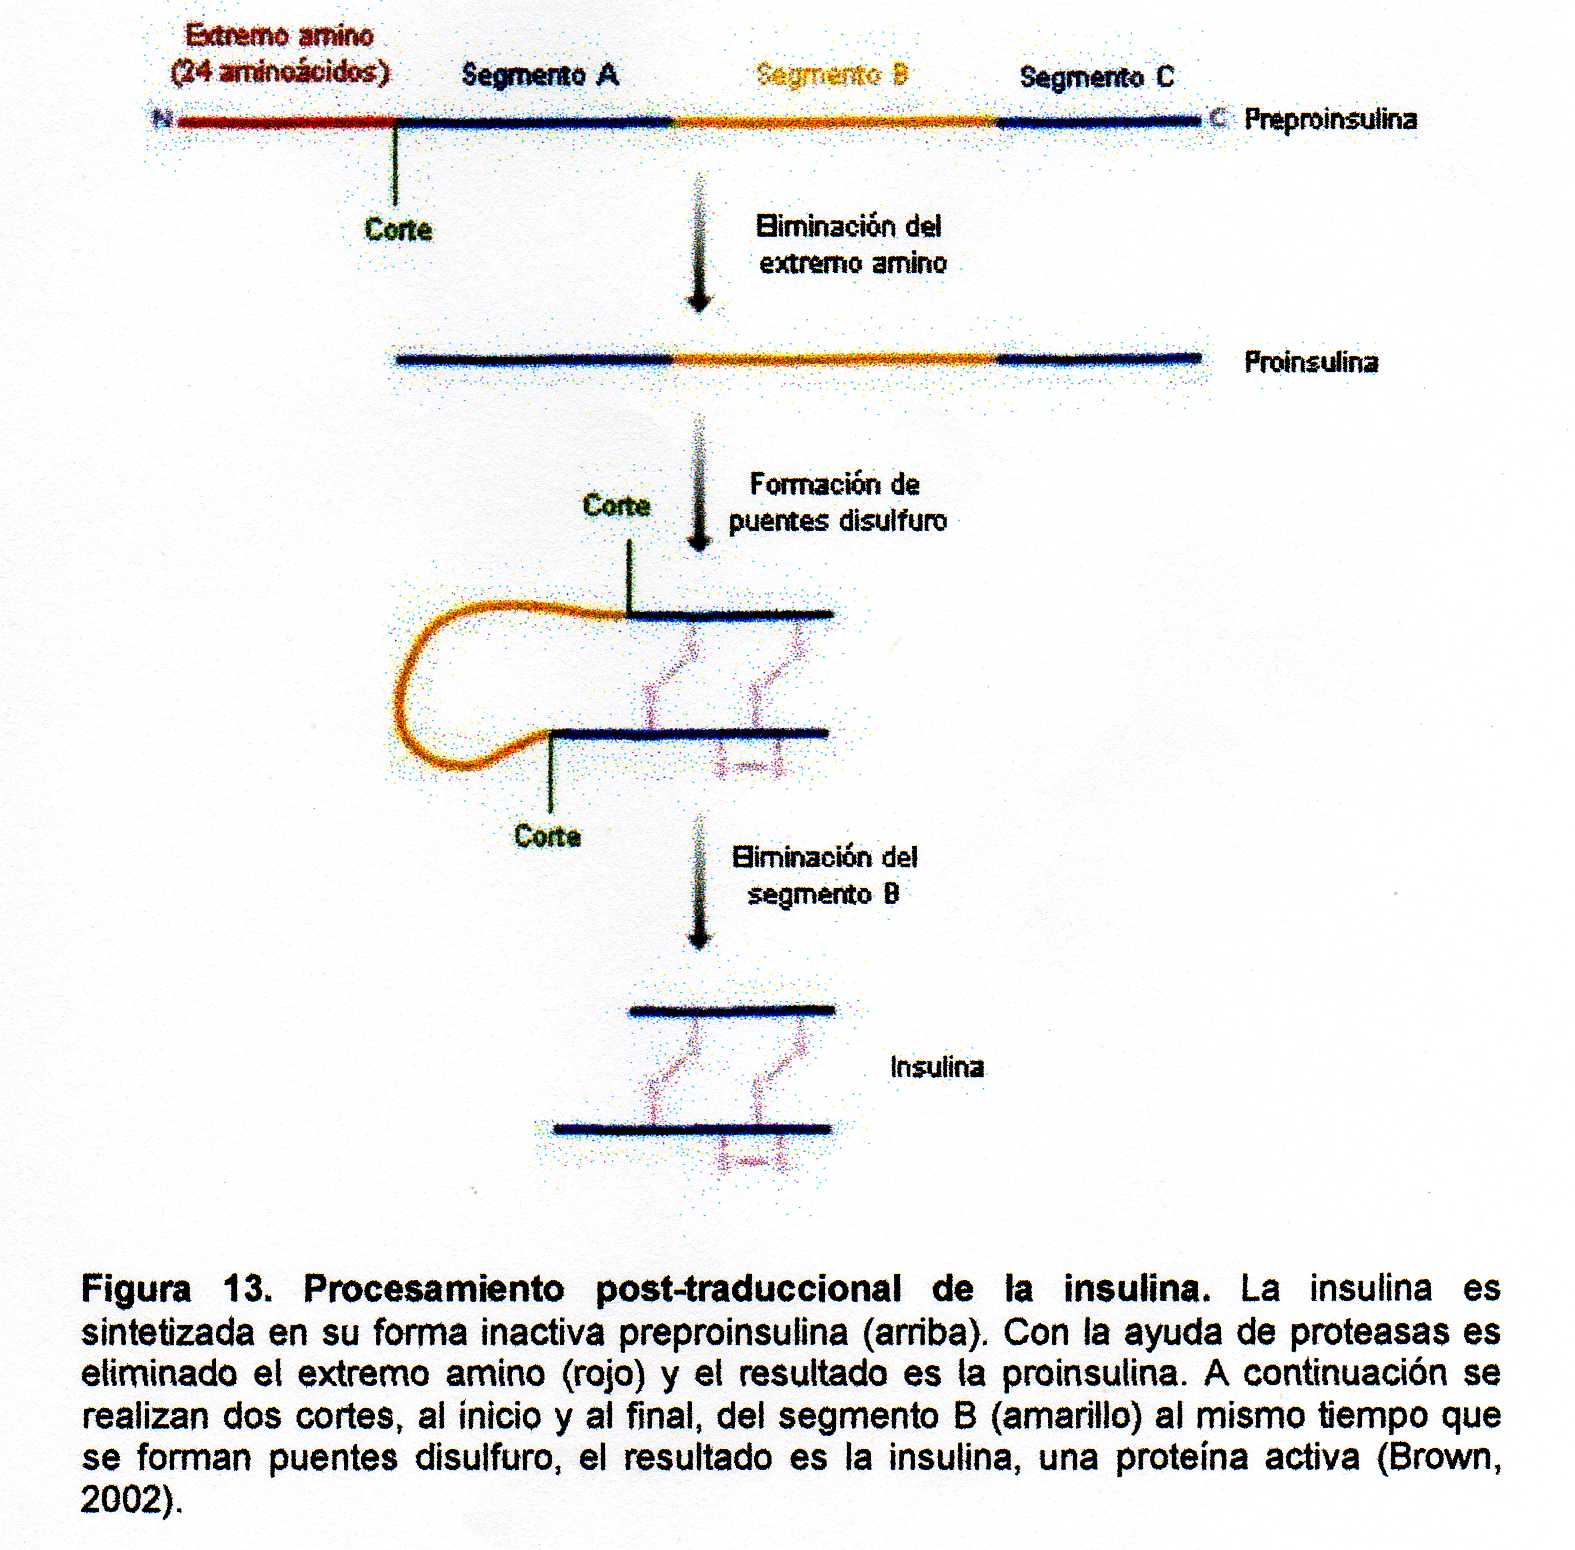 Extremo amino
(24 aminoácidos)
Segmento A
Segmento B
Segmento C
N
C
Preproinsulina
Corte
Eliminación del
extremo amino
Proinsulina
Formación de
puentes disulfuro
Corte
Corte
Eliminación del
segmento B
Insulina
Figura 13. Procesamiento post-traduccional de la insulina. La insulina es
sintetizada en su forma inactiva preproinsulina (arriba). Con la ayuda de proteasas es
eliminado el extremo amino (rojo) y el resultado es la proinsulina. A continuación se
realizan dos cortes, al inicio y al final, del segmento B (amarillo) al mismo tiempo que
se forman puentes disulfuro, el resultado es la insulina, una proteína activa (Brown,
2002).